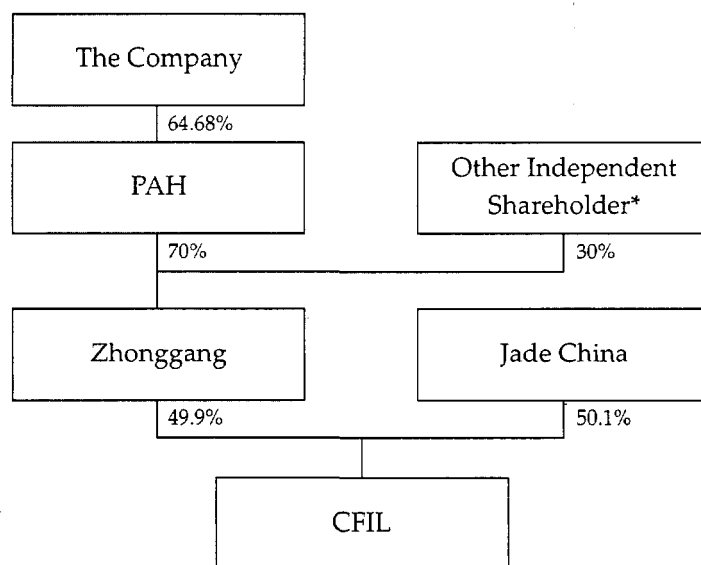 The Company
64.68%
PAH
Other Independent
Shareholder*
70%
30%
Zhonggang
Jade China
49.9%
50.1%
CFIL